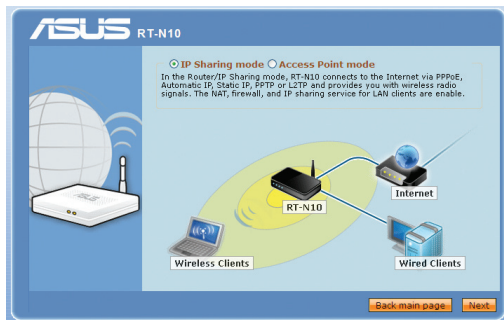 ASUS RT-N10
IP Sharing mode Access Point mode
In the Router/IP Sharing mode, RT-N10 connects to the Internet via PPPoE,
Automatic IP, Static IP, PPTP or L2TP and provides you with wireless radio
signals. The NAT, firewall, and IP sharing service for LAN clients are enable.
Internet
RT-N10
Wireless Clients
Wired Clients
Back main page Next